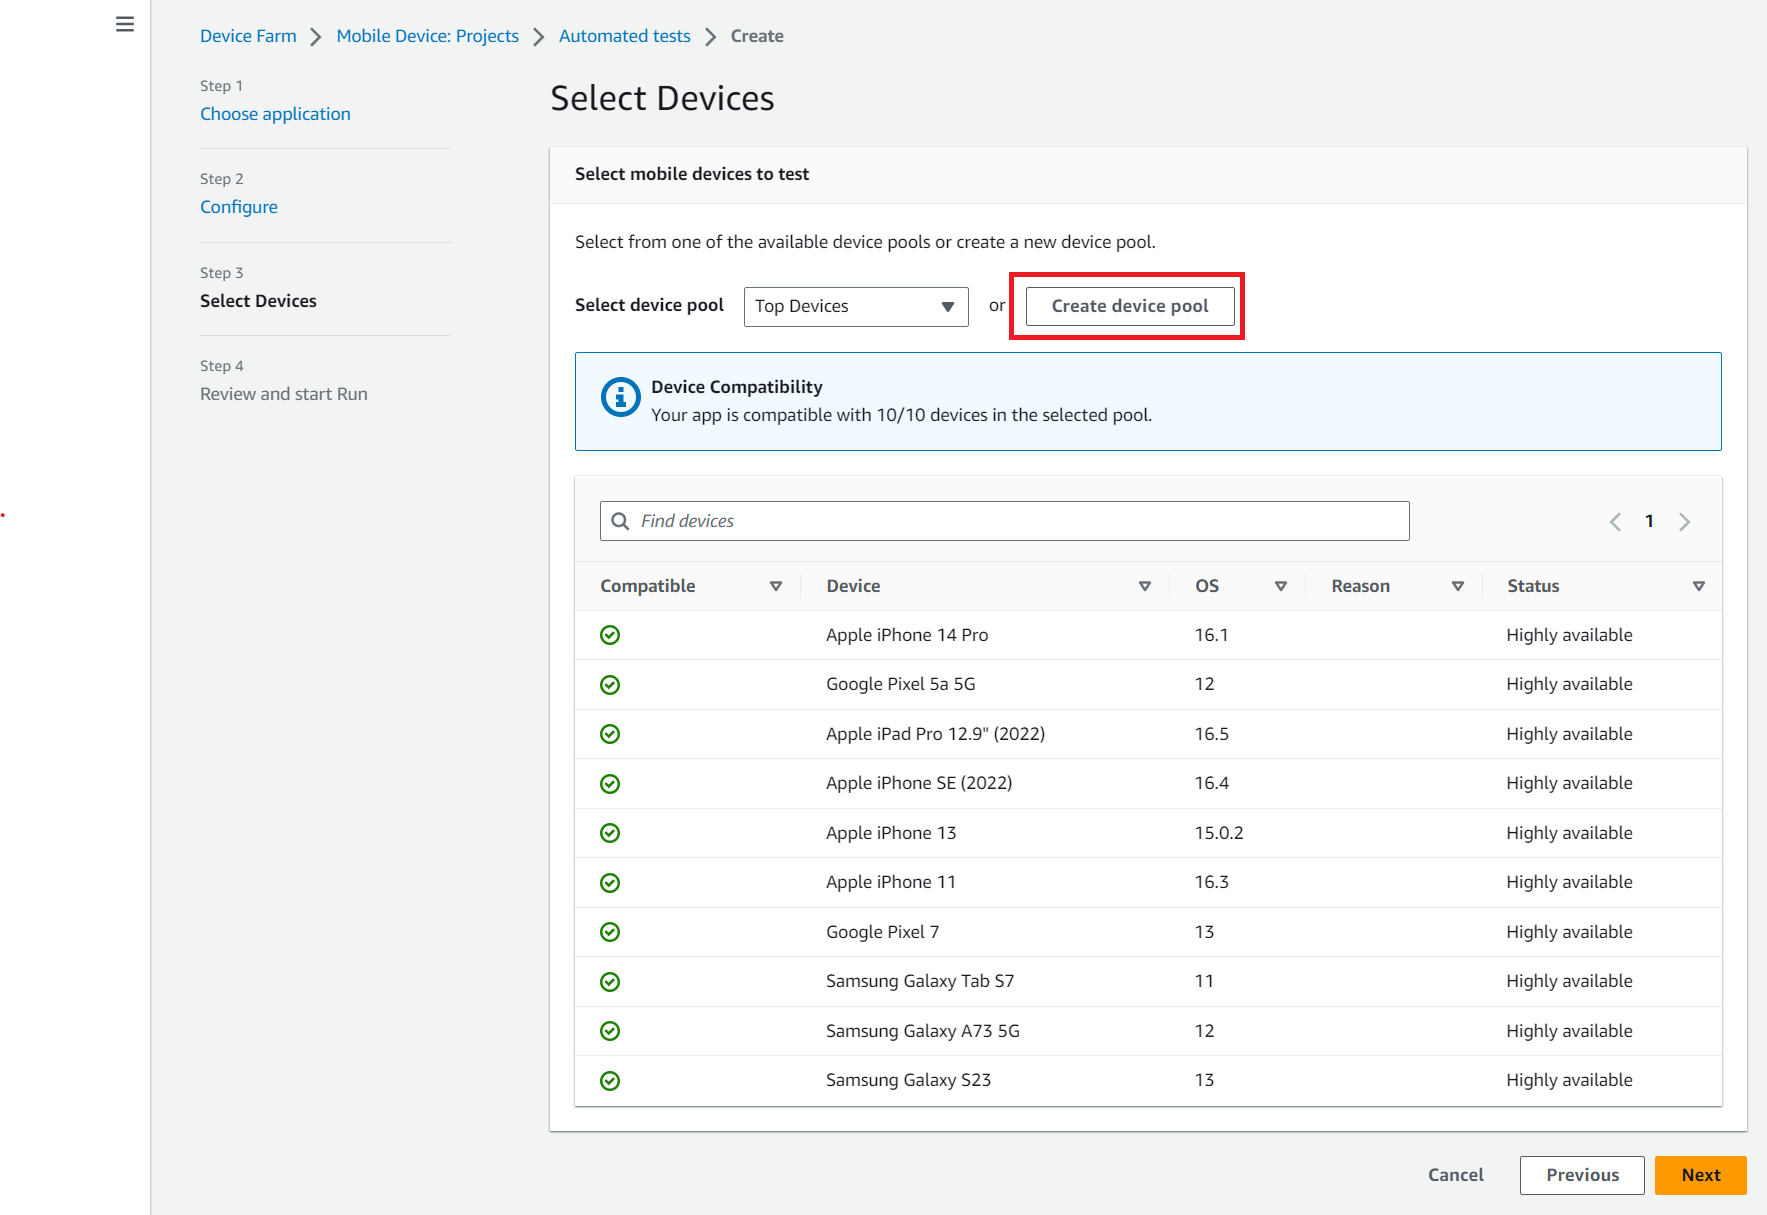 Device Farm > Mobile Device: Projects > Automated tests > Create
Step 1
Choose application
Step 2
Configure
Step 3
Select Devices
Step 4
Review and start Run
Select Devices
Select mobile devices to test
Select from one of the available device pools or create a new device pool.
Select device pool Top Devices or Create device pool
Device Compatibility
Your app is compatible with 10/10 devices in the selected pool.
Find devices 1
Compatible Device OS Reason Status
Apple iPhone 14 Pro 16.1 Highly available
Google Pixel 5a 5G 12 Highly available
Apple iPad Pro 12.9" (2022) 16.5 Highly available
Apple iPhone SE (2022) 16.4 Highly available
Apple iPhone 13 15.0.2 Highly available
Apple iPhone 11 16.3 Highly available
Google Pixel 7 13 Highly available
Samsung Galaxy Tab S7 11 Highly available
Samsung Galaxy A73 5G 12 Highly available
Samsung Galaxy S23 13 Highly available
Cancel Previous Next